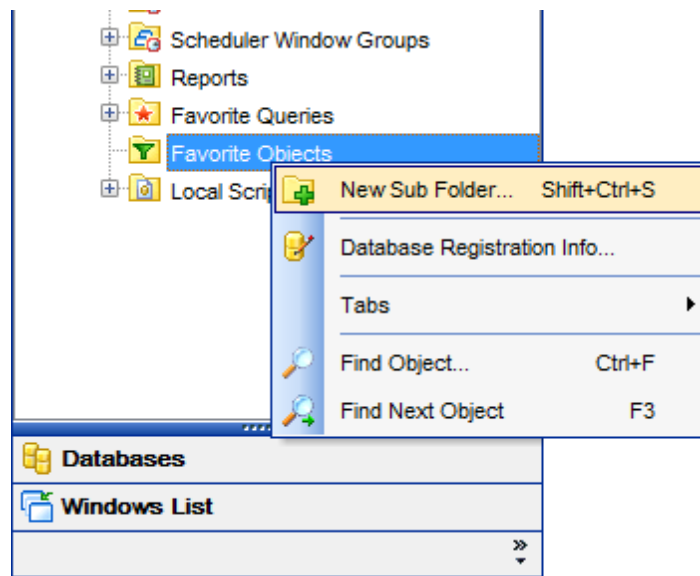 Scheduler Window Groups
Reports
Favorite Queries
Favorite Objects
Local Scrip
New Sub Folder... Shift+Ctrl+S
Database Registration Info...
Tabs
Find Object... Ctrl+F
Find Next Object F3
Databases
Windows List